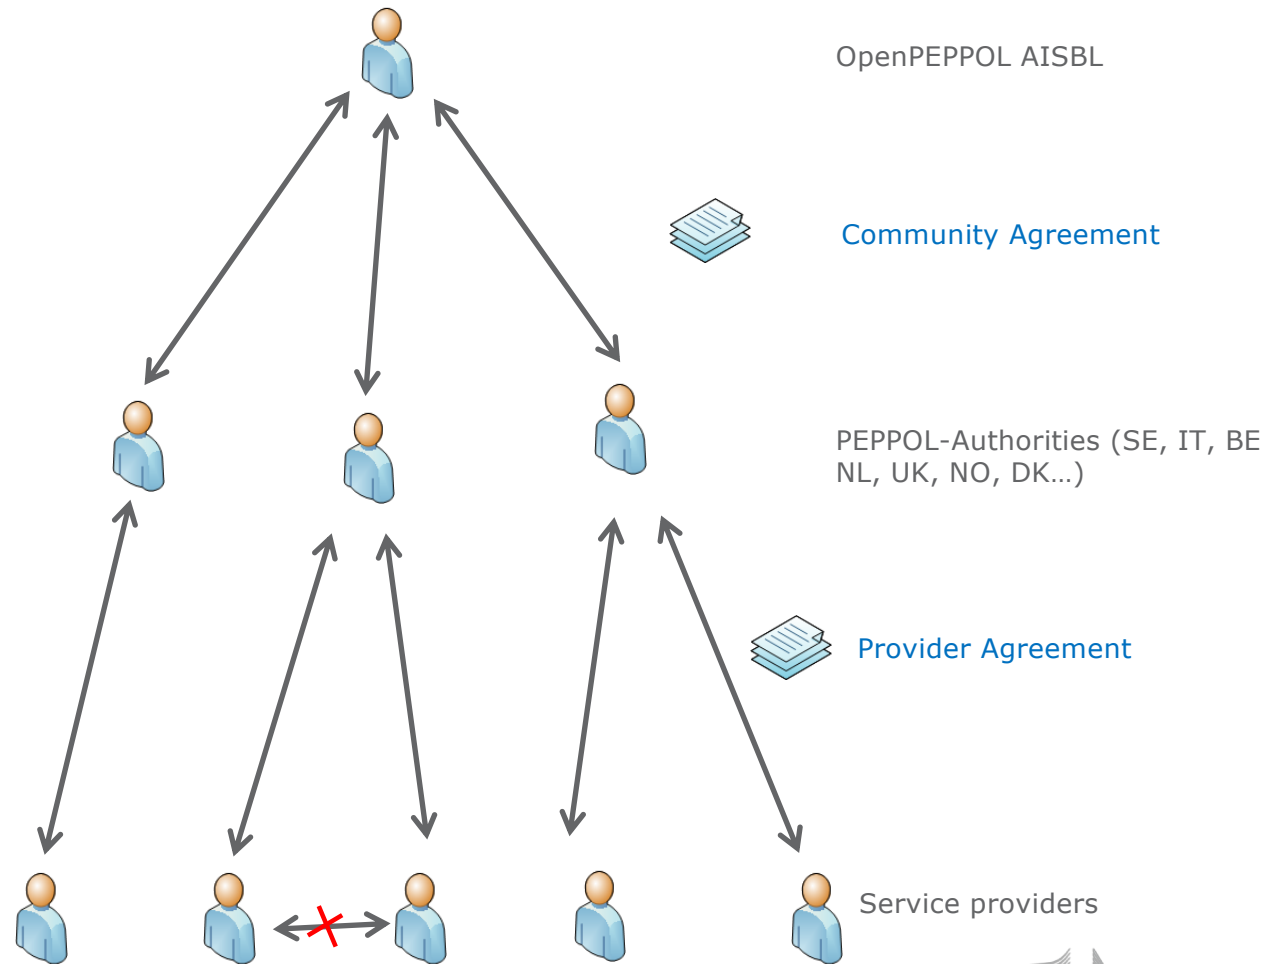 OpenPEPPOL AISBL
Community Agreement
PEPPOL-Authorities (SE, IT, BE
NL, UK, NO, DK…)
Provider Agreement
Service providers